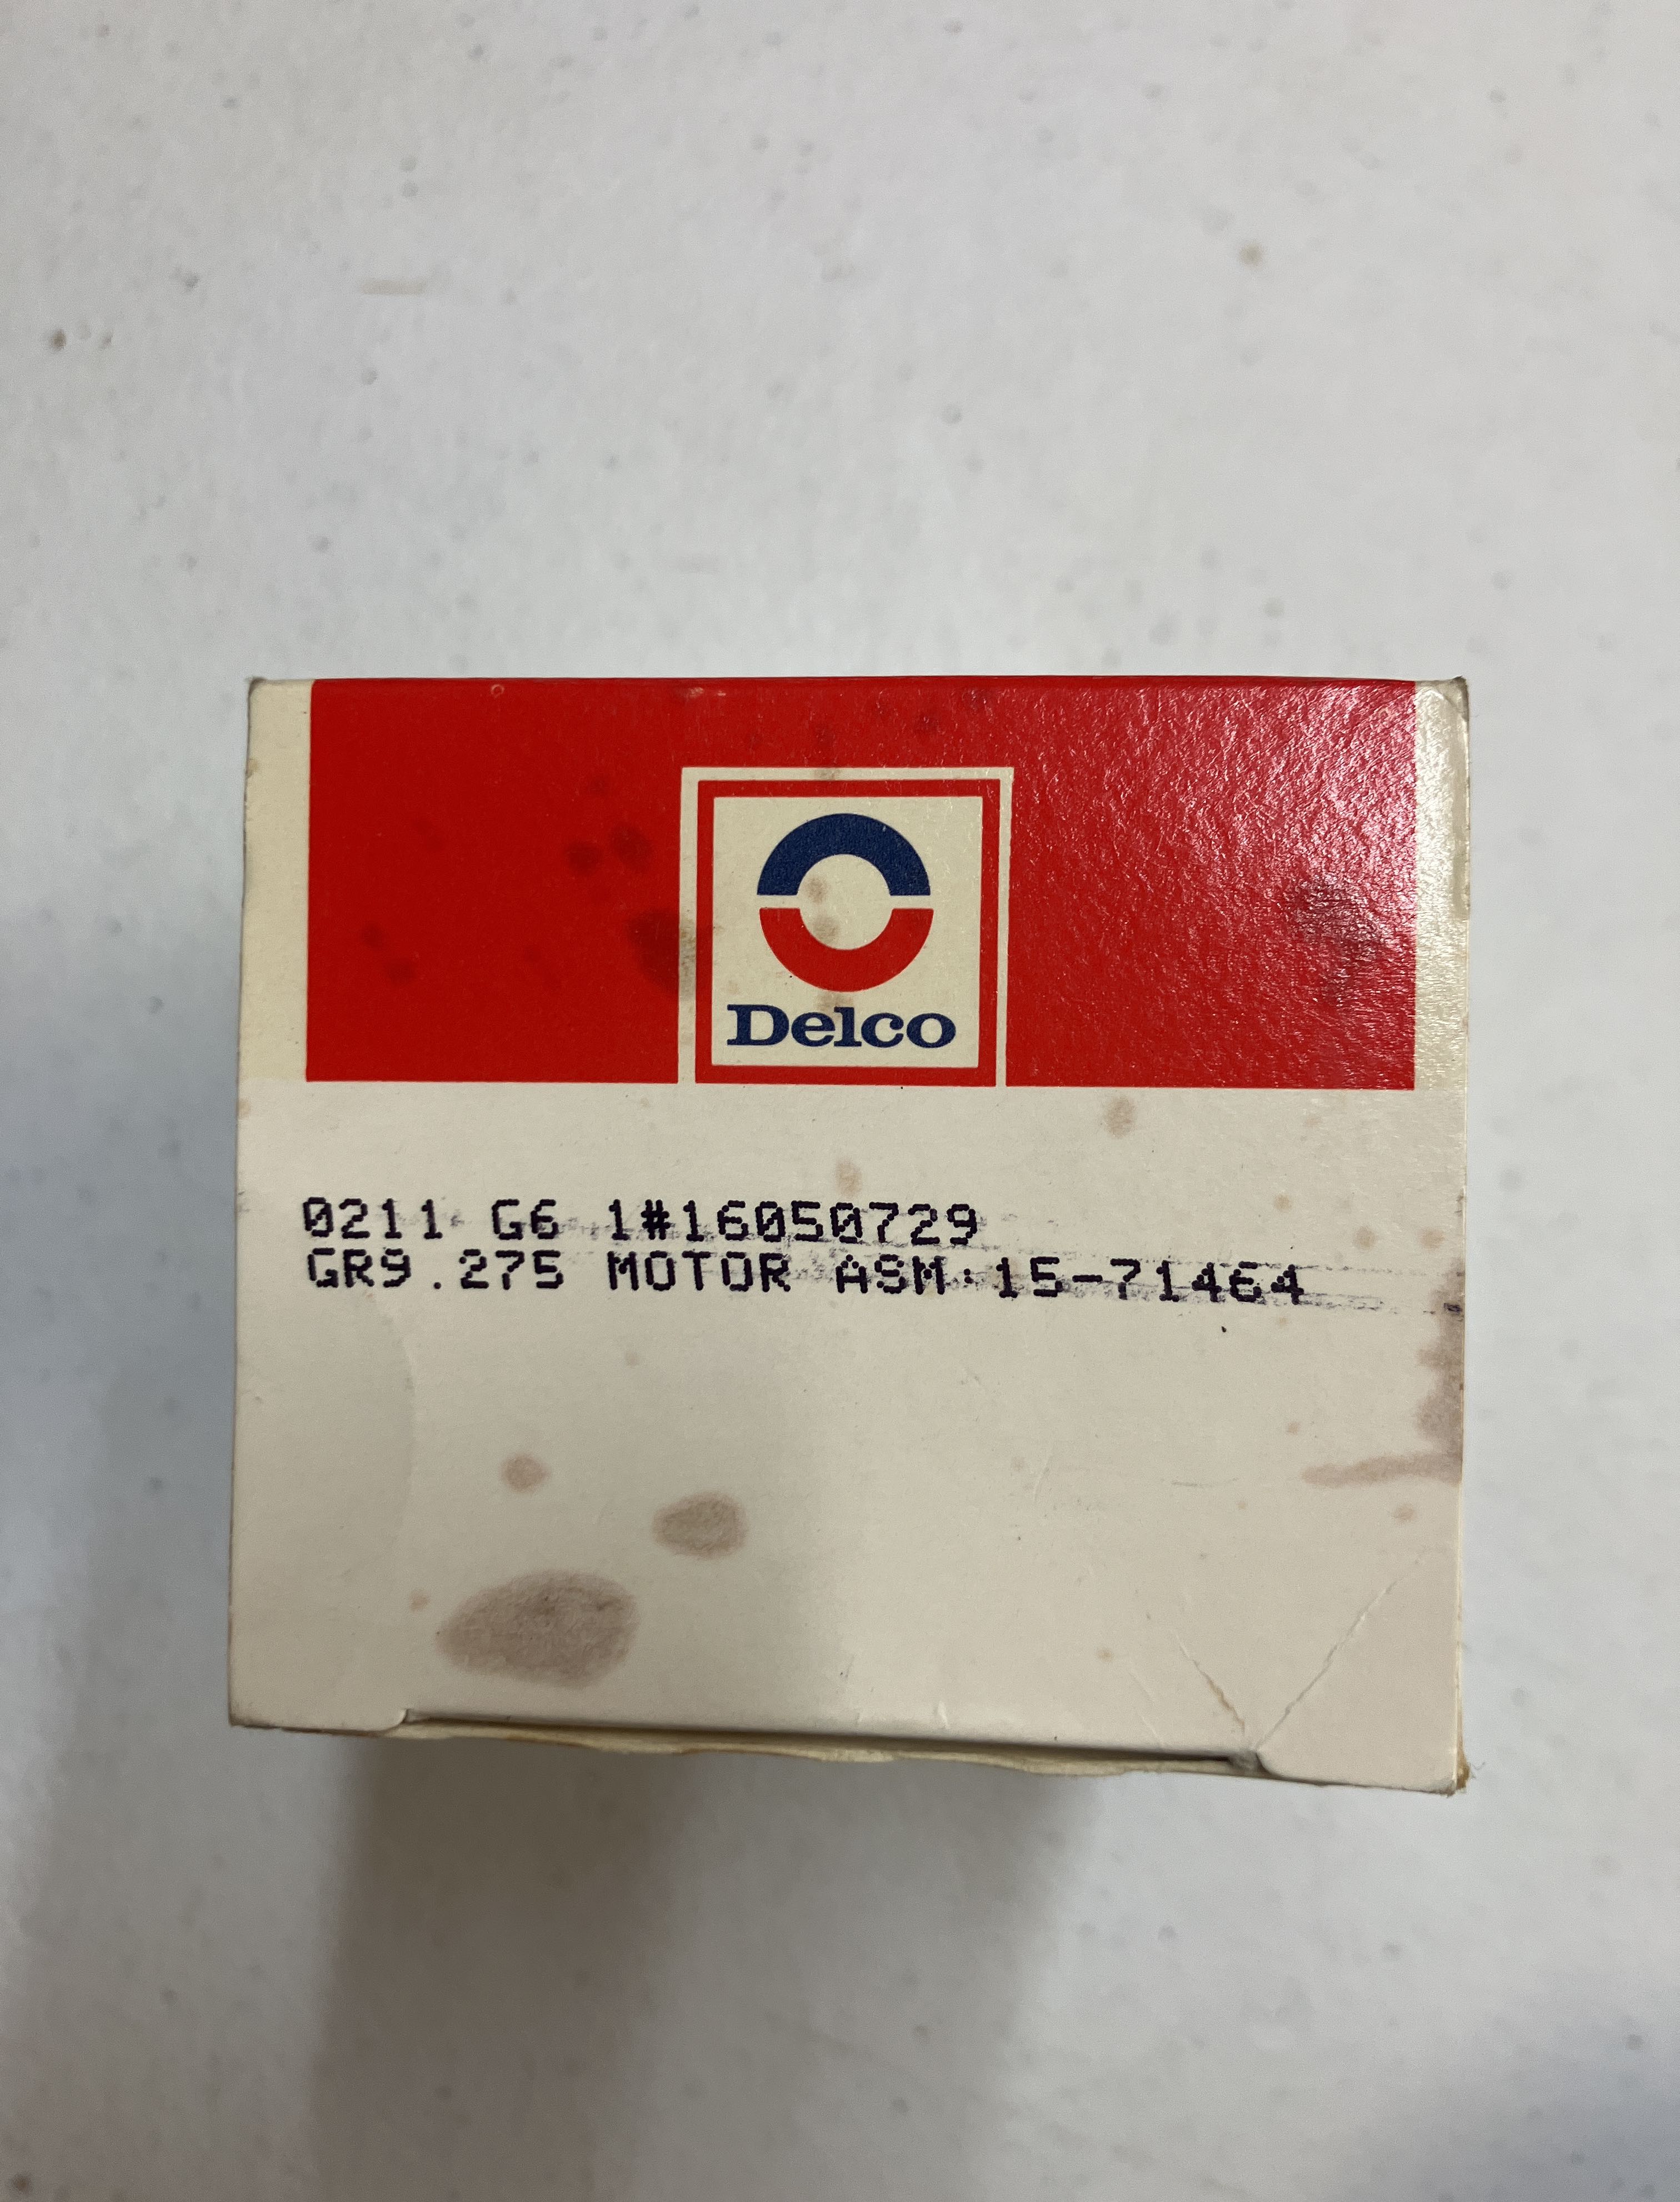 Delco
0211 G6 1#16050729
GR9.275 MOTOR ASM. 15-71464